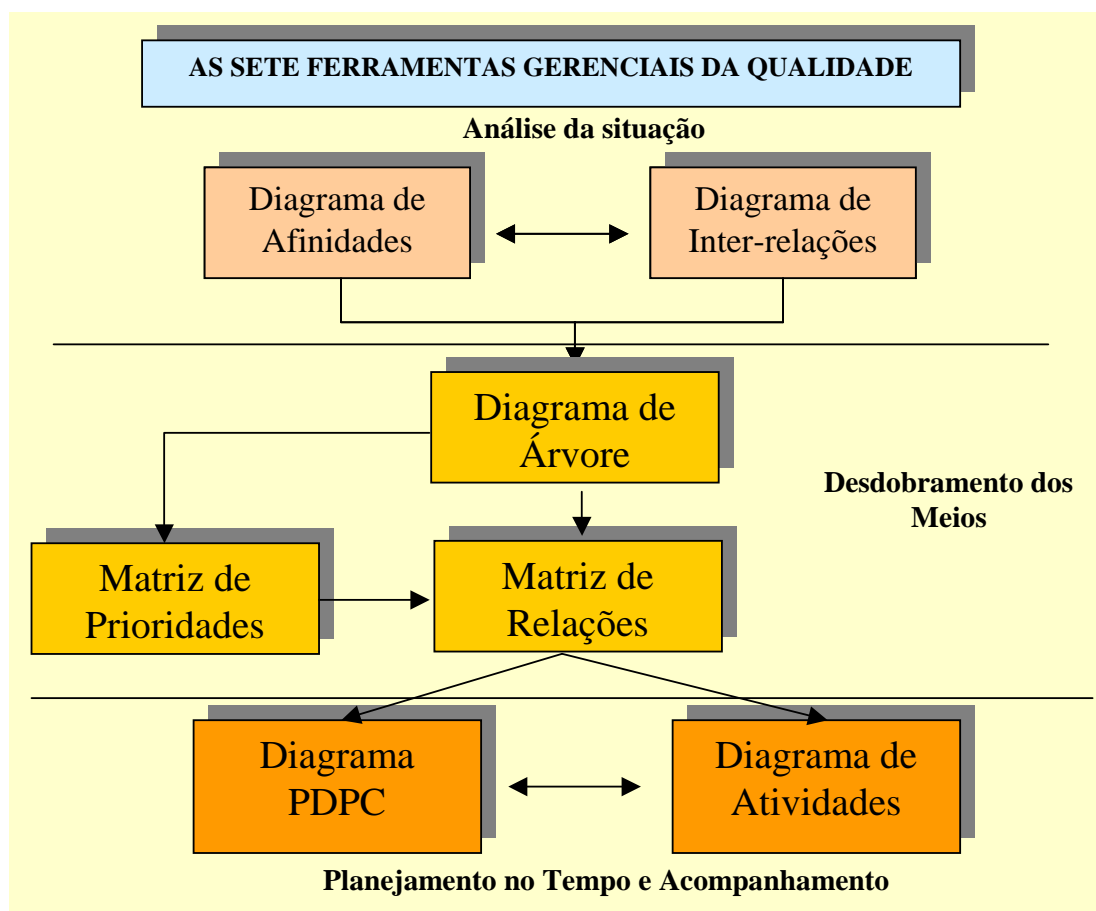 AS SETE FERRAMENTAS GERENCIAIS DA QUALIDADE
Análise da situação
Diagrama de
Afinidades
Diagrama de
Inter-relações
Diagrama de
Árvore
Desdobramento dos
Meios
Matriz de
Prioridades
Matriz de
Relações
Diagrama
PDPC
Diagrama de
Atividades
Planejamento no Tempo e Acompanhamento